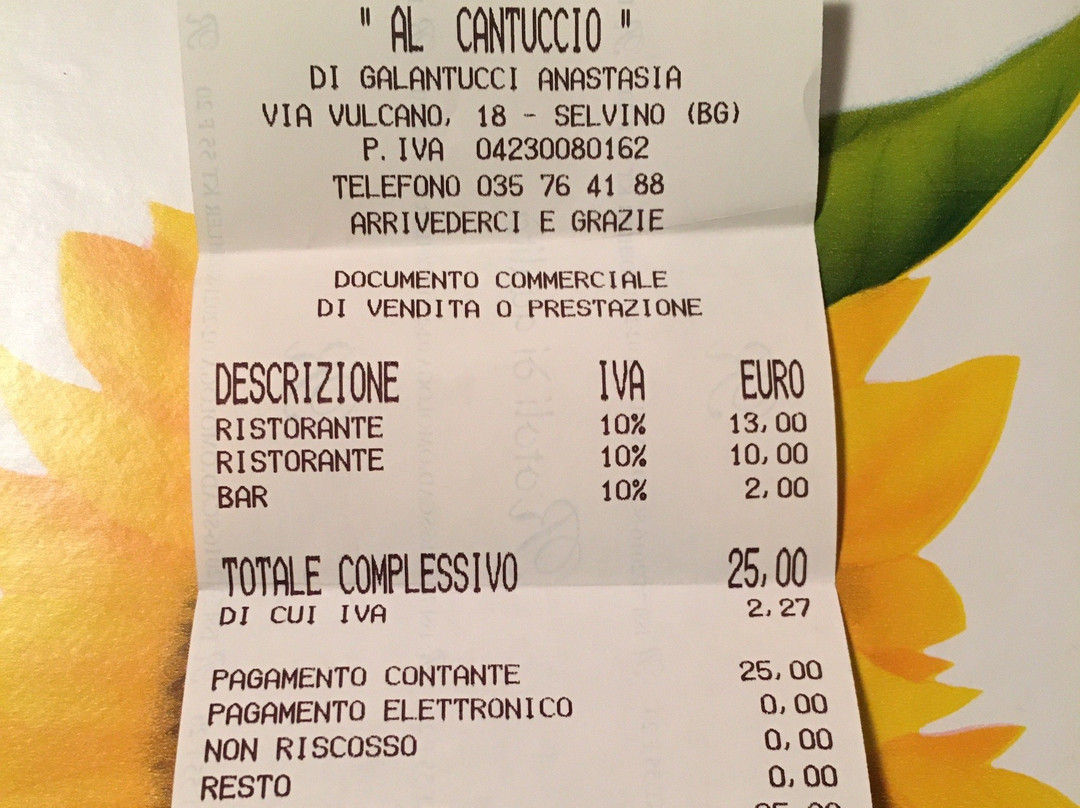 " AL CANTUCCIO "
DI GALANTUCCI ANASTASIA
VIA VULCANO, 18 - SELVINO (BG)
P. IVA 04230080162
TELEFONO 035 76 41 88
ARRIVEDERCI E GRAZIE
DOCUMENTO COMMERCIALE
DI VENDITA O PRESTAZIONE
DESCRIZIONE IVA EURO
RISTORANTE 10% 13,00
RISTORANTE 10% 10,00
BAR 10% 2,00
TOTALE COMPLESSIVO 25,00
DI CUI IVA 2,27
PAGAMENTO CONTANTE 25,00
PAGAMENTO ELETTRONICO 0,00
NON RISCOSSO 0,00
RESTO 0,00